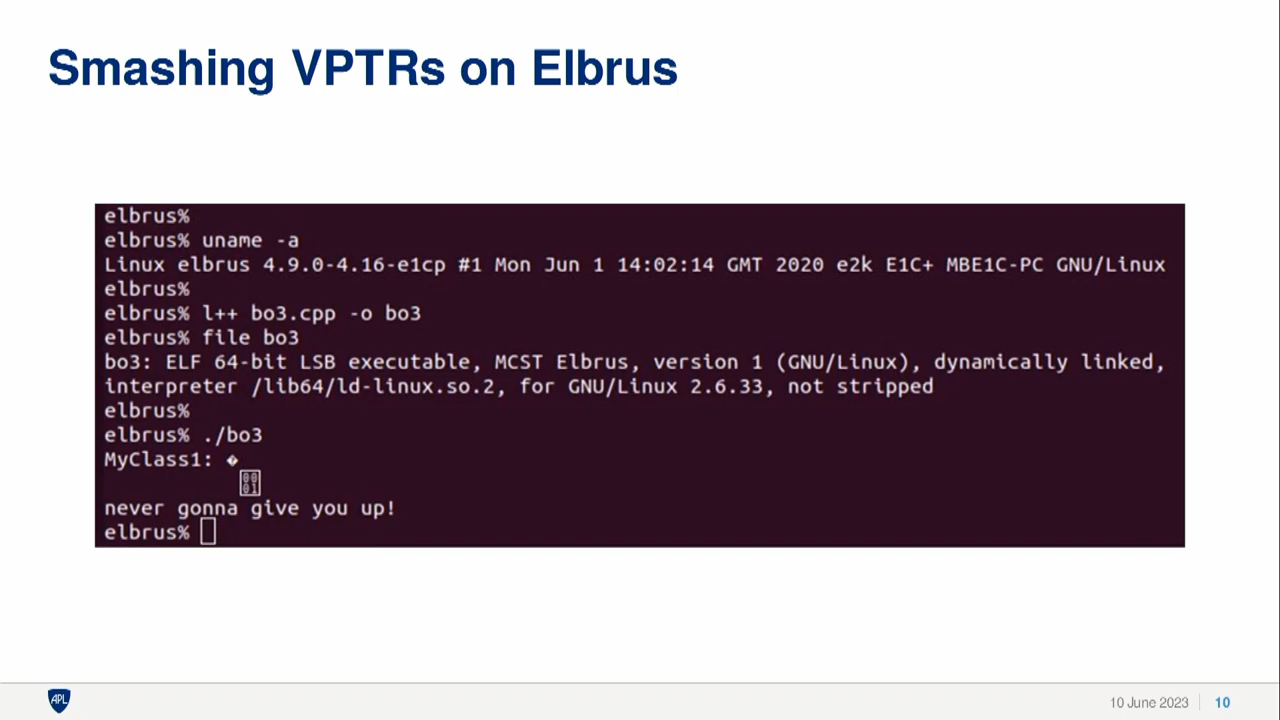 Smashing VPTRs on Elbrus
elbrus%
elbrus% uname -a
Linux elbrus 4.9.0-4.16-e1cp #1 Mon Jun 1 14:02:14 GMT 2020 e2k E1C+ MBE1C-PC GNU/Linux
elbrus%
elbrus% l++ bo3.cpp -o bo3
elbrus% file bo3
bo3: ELF 64-bit LSB executable, MCST Elbrus, version 1 (GNU/Linux), dynamically linked,
interpreter /lib64/ld-linux.so.2, for GNU/Linux 2.6.33, not stripped
elbrus%
elbrus% ./bo3
MyClass1: �
00
01
never gonna give you up!
elbrus%
APL
10 June 2023
10